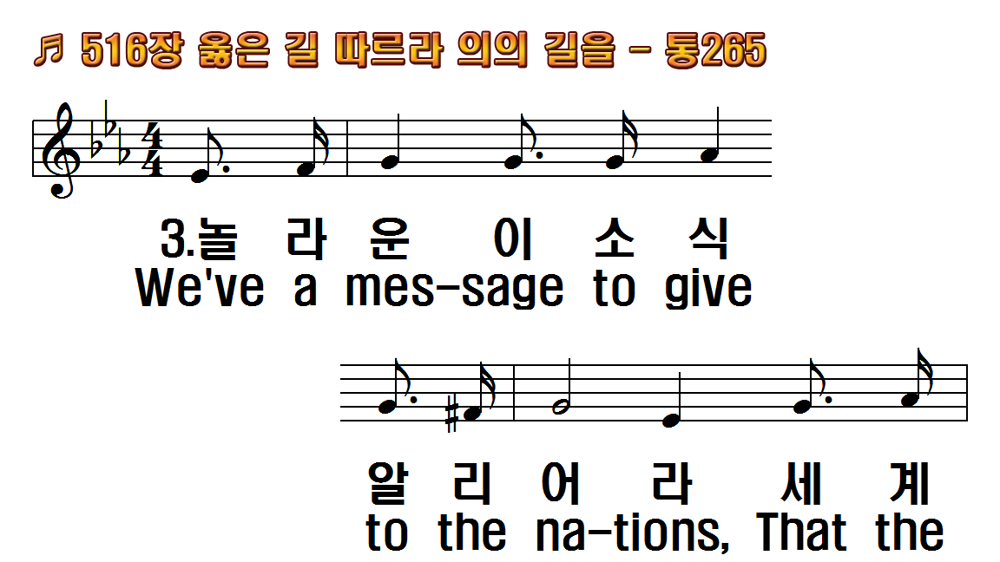 ♬ 516장 옳은 길 따르라 의의 길을 - 통265
3.놀 라 운 이 소 식
We've a mes-sage to give
알 리 어 라 세 계
to the na-tions, That the